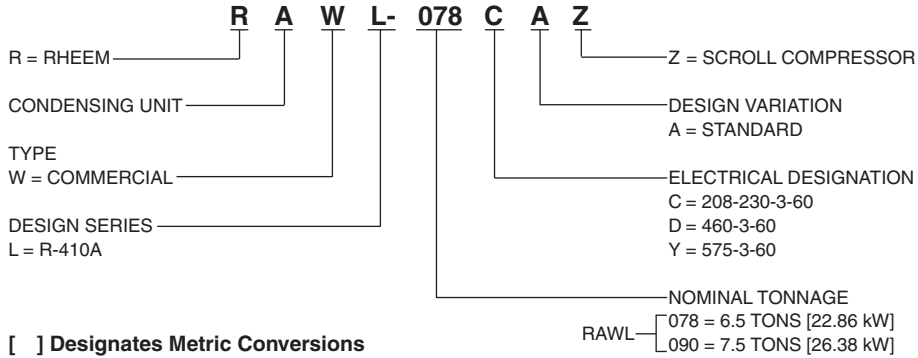 R A W L- 078 C A Z
R = RHEEM
CONDENSING UNIT
TYPE
W = COMMERCIAL
DESIGN SERIES
L = R-410A
[ ] Designates Metric Conversions
Z = SCROLL COMPRESSOR
DESIGN VARIATION
A = STANDARD
ELECTRICAL DESIGNATION
C = 208-230-3-60
D = 460-3-60
Y = 575-3-60
NOMINAL TONNAGE
RAWL
078 = 6.5 TONS [22.86 kW]
090 = 7.5 TONS [26.38 kW]